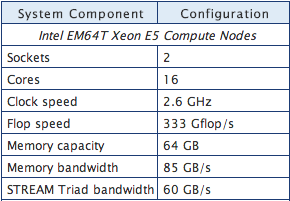 System Component Configuration
Intel EM64T Xeon E5 Compute Nodes
Sockets 2
Cores 16
Clock speed 2.6 GHz
Flop speed 333 Gflop/s
Memory capacity 64 GB
Memory bandwidth 85 GB/s
STREAM Triad bandwidth 60 GB/s